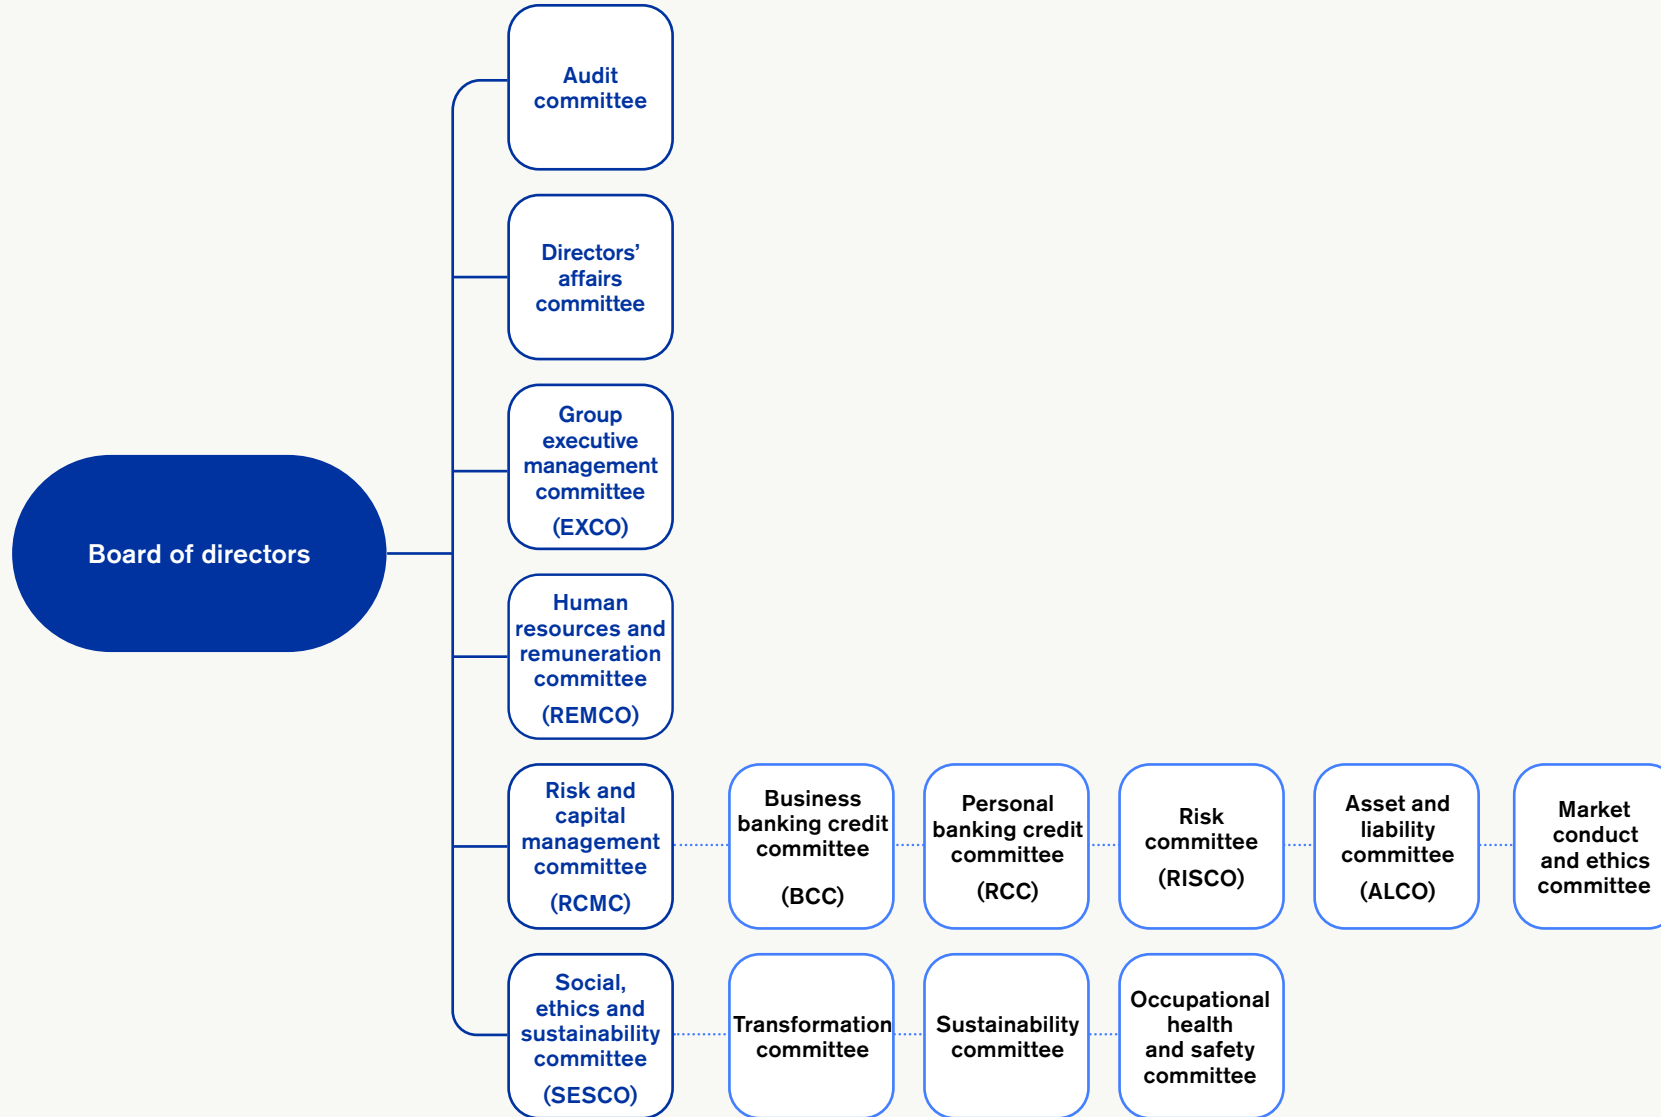 Audit
committee
Directors’
affairs
committee
Group
executive
management
committee
(EXCO)
Board of directors
Human
resources and
remuneration
committee
(REMCO)
Risk and
capital
management
committee
(RCMC)
Business
banking credit
committee
(BCC)
Personal
banking credit
committee
(RCC)
Risk
committee
(RISCO)
Asset and
liability
committee
(ALCO)
Market
conduct
and ethics
committee
Social,
ethics and
sustainability
committee
(SESCO)
Transformation
committee
Sustainability
committee
Occupational
health
and safety
committee